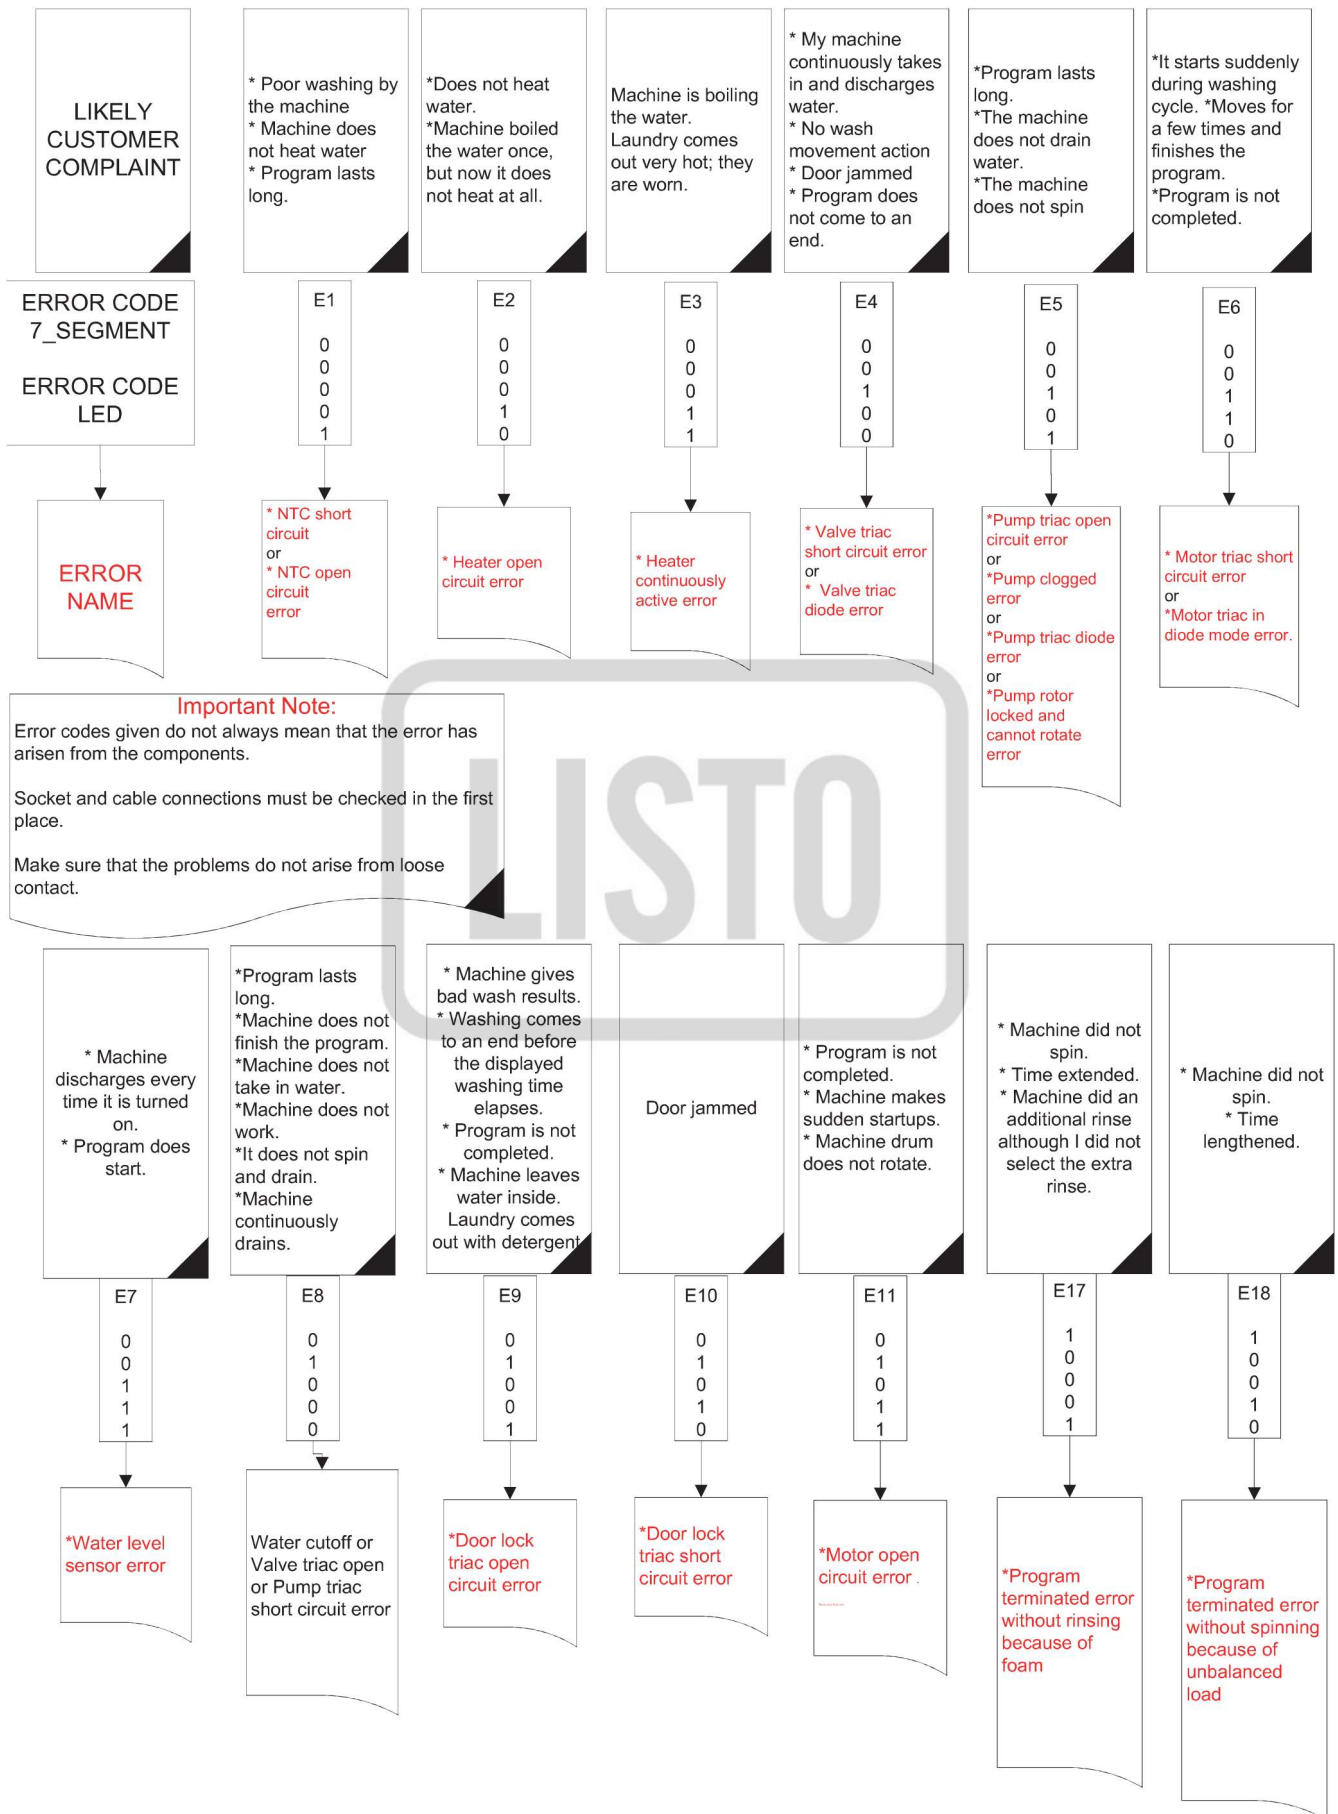 LIKELY
CUSTOMER
COMPLAINT
* Poor washing by
the machine
* Machine does
not heat water
* Program lasts
long.
*Does not heat
water.
*Machine boiled
the water once,
but now it does
not heat at all.
Machine is boiling
the water.
Laundry comes
out very hot; they
are worn.
* My machine
continuously takes
in and discharges
water.
* No wash
movement action
* Door jammed
* Program does
not come to an
end.
*Program lasts
long.
*The machine
does not drain
water.
*The machine
does not spin
*It starts suddenly
during washing
cycle. *Moves for
a few times and
finishes the
program.
*Program is not
completed.
ERROR CODE
7_SEGMENT
ERROR CODE
LED
E1
0
0
0
0
1
E2
0
0
0
1
0
E3
0
0
0
1
1
E4
0
0
1
0
0
E5
0
0
1
0
1
E6
0
0
1
1
0
ERROR
NAME
* NTC short
circuit
or
* NTC open
circuit
error
* Heater open
circuit error
* Heater
continuously
active error
* Valve triac
short circuit error
or
* Valve triac
diode error
*Pump triac open
circuit error
or
*Pump clogged
error
or
*Pump triac diode
error
or
*Pump rotor
locked and
cannot rotate
error
* Motor triac short
circuit error
or
*Motor triac in
diode mode error.
Important Note:
Error codes given do not always mean that the error has
arisen from the components.
Socket and cable connections must be checked in the first
place.
Make sure that the problems do not arise from loose
contact.
LISTO
* Machine
discharges every
time it is turned
on.
* Program does
start.
*Program lasts
long.
*Machine does not
finish the program.
*Machine does not
take in water.
*Machine does not
work.
*It does not spin
and drain.
*Machine
continuously
drains.
* Machine gives
bad wash results.
* Washing comes
to an end before
the displayed
washing time
elapses.
* Program is not
completed.
* Machine leaves
water inside.
Laundry comes
out with detergent
Door jammed
* Program is not
completed.
* Machine makes
sudden startups.
* Machine drum
does not rotate.
* Machine did not
spin.
* Time extended.
* Machine did an
additional rinse
although I did not
select the extra
rinse.
* Machine did not
spin.
* Time
lengthened.
E7
0
0
1
1
1
E8
0
1
0
0
0
E9
0
1
0
0
1
E10
0
1
0
1
0
E11
0
1
0
1
1
E17
1
0
0
0
1
E18
1
0
0
1
0
*Water level
sensor error
Water cutoff or
Valve triac open
or Pump triac
short circuit error
*Door lock
triac open
circuit error
*Door lock
triac short
circuit error
*Motor open
circuit error .
*Program
terminated error
without rinsing
because of
foam
*Program
terminated error
without spinning
because of
unbalanced
load